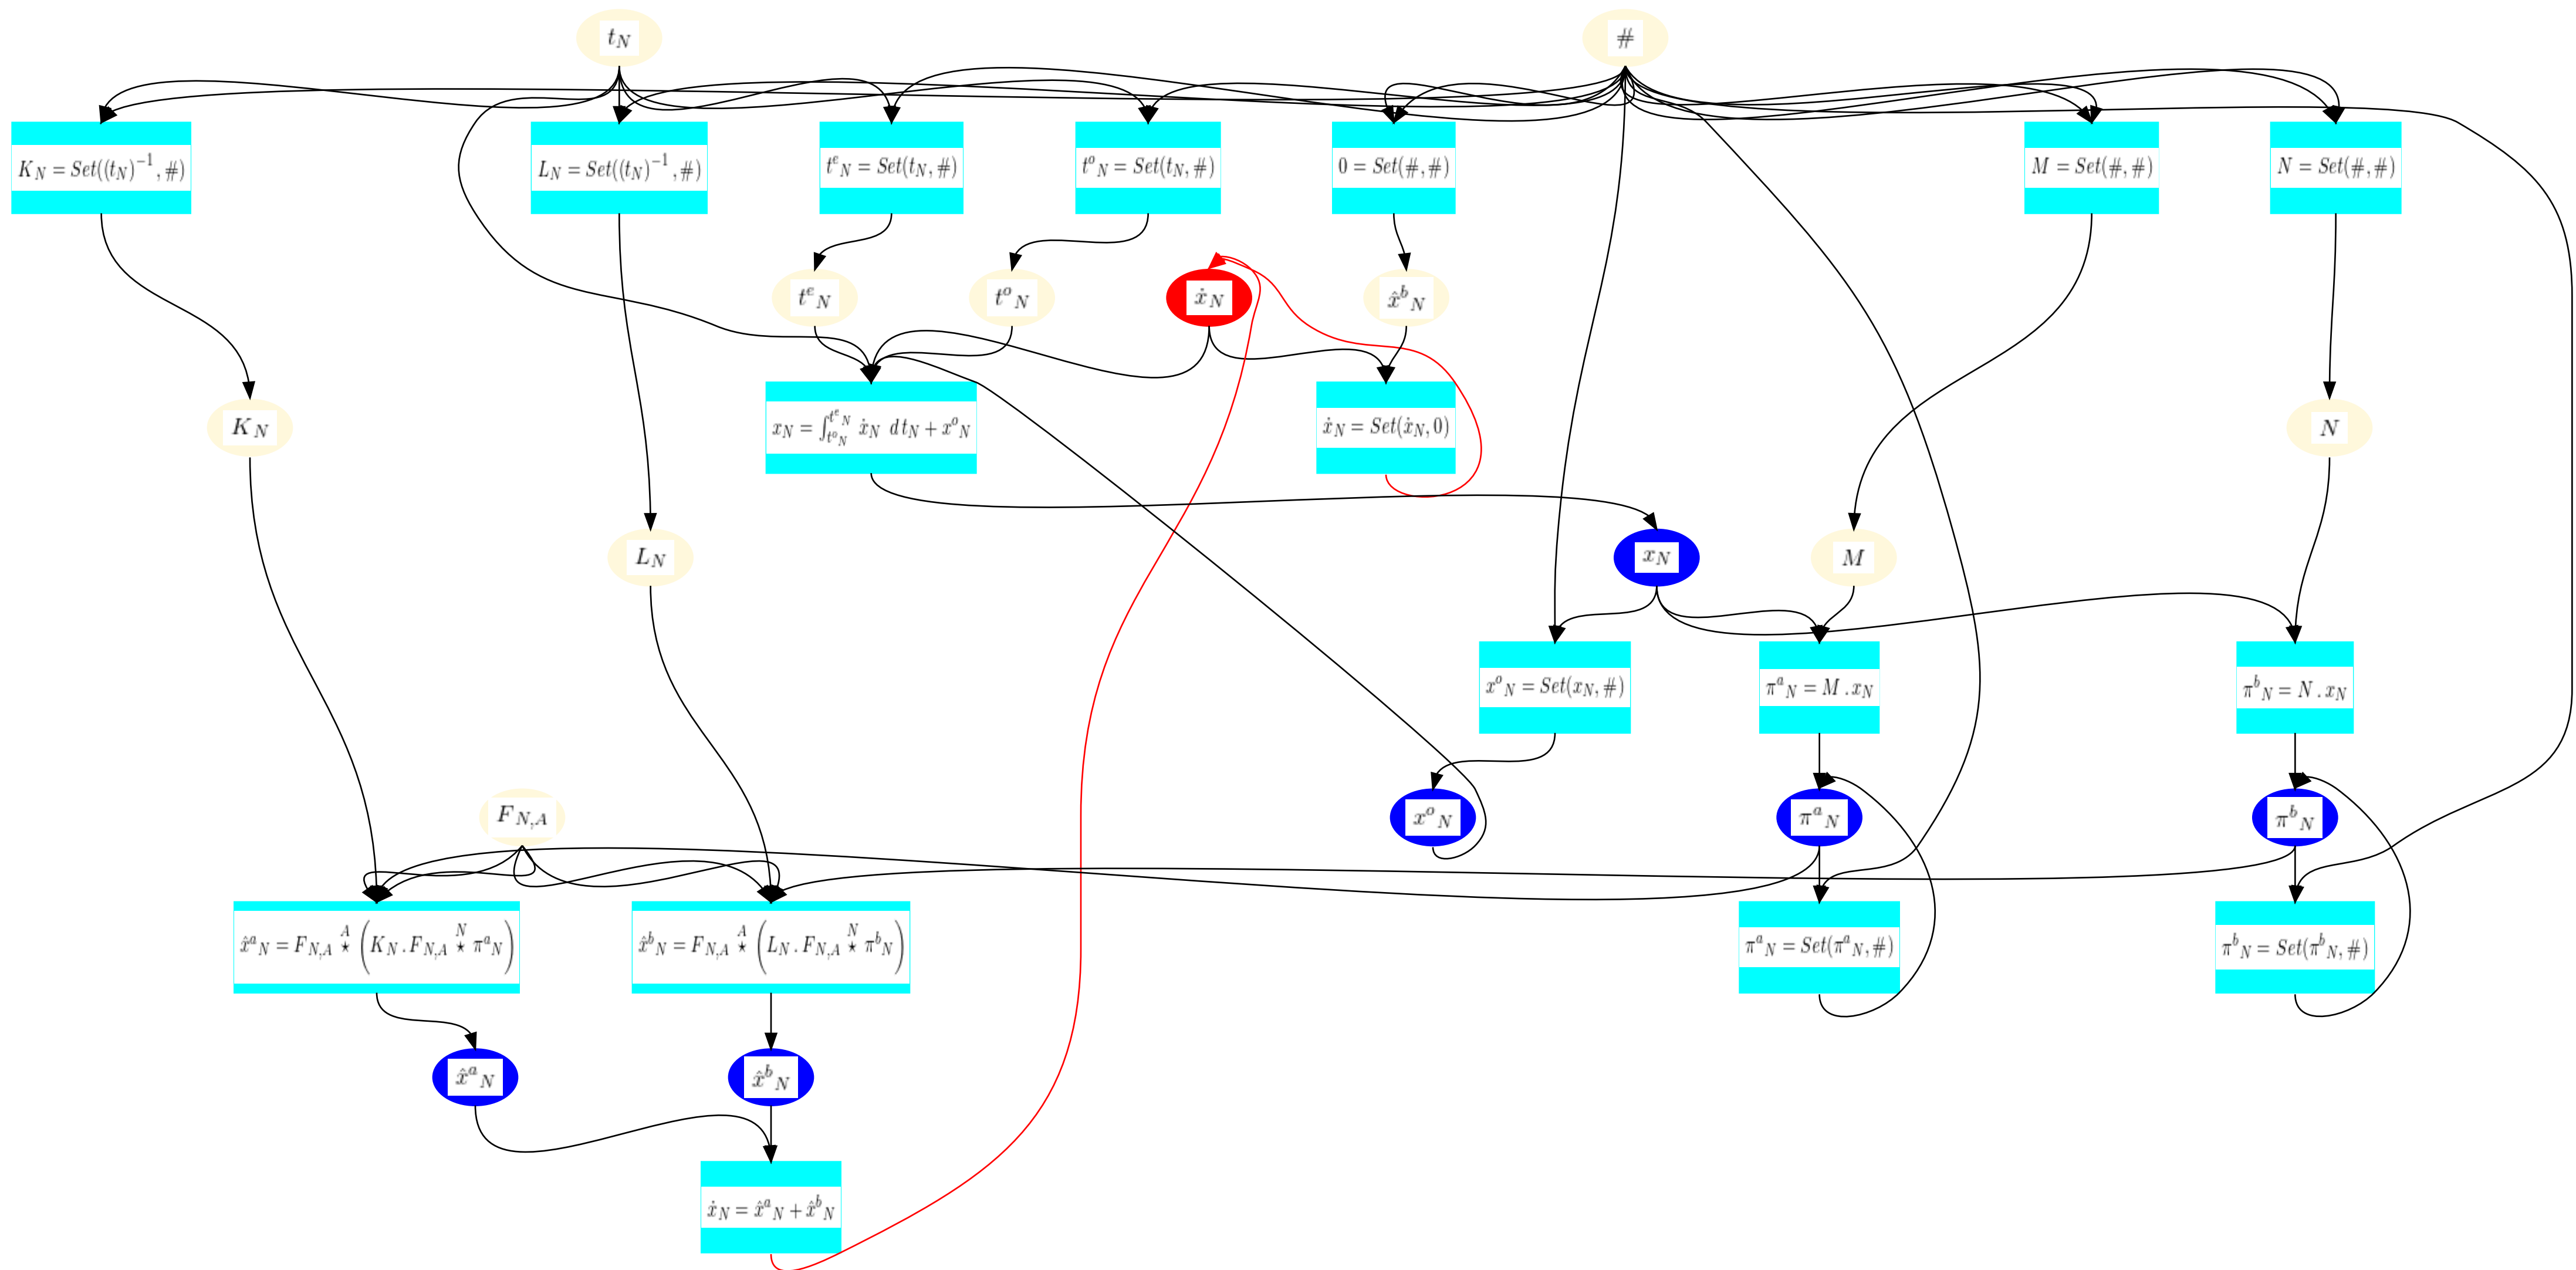 t_N
#
K_N = Set((t_N)^{-1}, #)
L_N = Set((t_N)^{-1}, #)
t^e_N = Set(t_N, #)
t^o_N = Set(t_N, #)
0 = Set(#, #)
M = Set(#, #)
N = Set(#, #)
t^e_N
t^o_N
ẋ_N
x̂^b_N
K_N
x_N = ∫_{t^o_N}^{t^e_N} ẋ_N d t_N + x^o_N
ẋ_N = Set(ẋ_N, 0)
N
L_N
x_N
M
x^o_N = Set(x_N, #)
π^a_N = M . x_N
π^b_N = N . x_N
F_{N,A}
x^o_N
π^a_N
π^b_N
x̂^a_N = F_{N,A} ⋆^A (K_N . F_{N,A} ⋆^N π^a_N)
x̂^b_N = F_{N,A} ⋆^A (L_N . F_{N,A} ⋆^N π^b_N)
π^a_N = Set(π^a_N, #)
π^b_N = Set(π^b_N, #)
x̂^a_N
x̂^b_N
ẋ_N = x̂^a_N + x̂^b_N